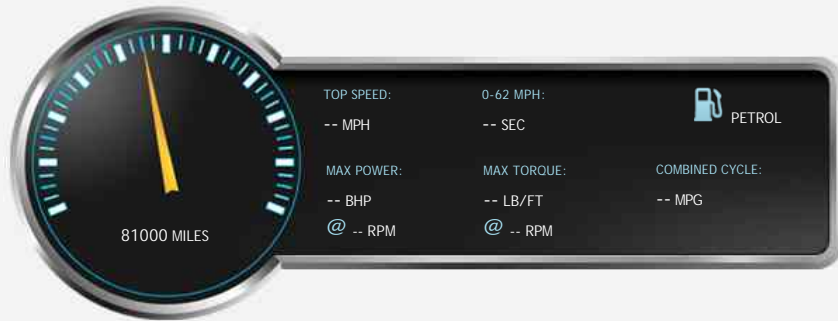 81000 MILES
TOP SPEED:
-- MPH
0-62 MPH:
-- SEC
PETROL
MAX POWER:
-- BHP
@ -- RPM
MAX TORQUE:
-- LB/FT
@ -- RPM
COMBINED CYCLE:
-- MPG